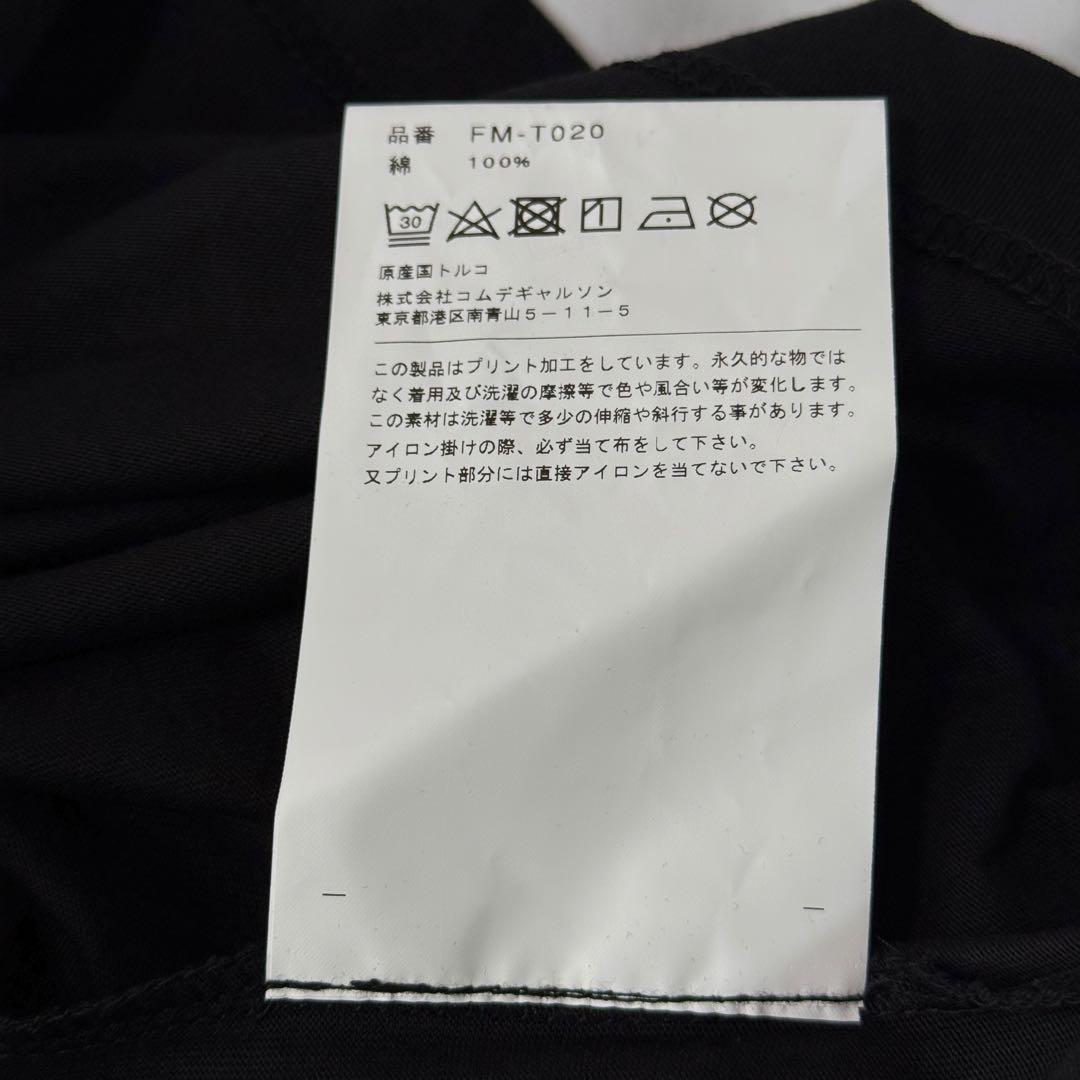 品番 FM-T020
綿 100%
30
原産国トルコ
株式会社コムデギャルソン
東京都港区南青山5-11-5
この製品はプリント加工をしています。永久的な物では
なく着用及び洗濯の摩擦等で色や風合い等が変化します。
この素材は洗濯等で多少の伸縮や斜行する事があります。
アイロン掛けの際、必ず当て布をして下さい。
又プリント部分には直接アイロンを当てないで下さい。